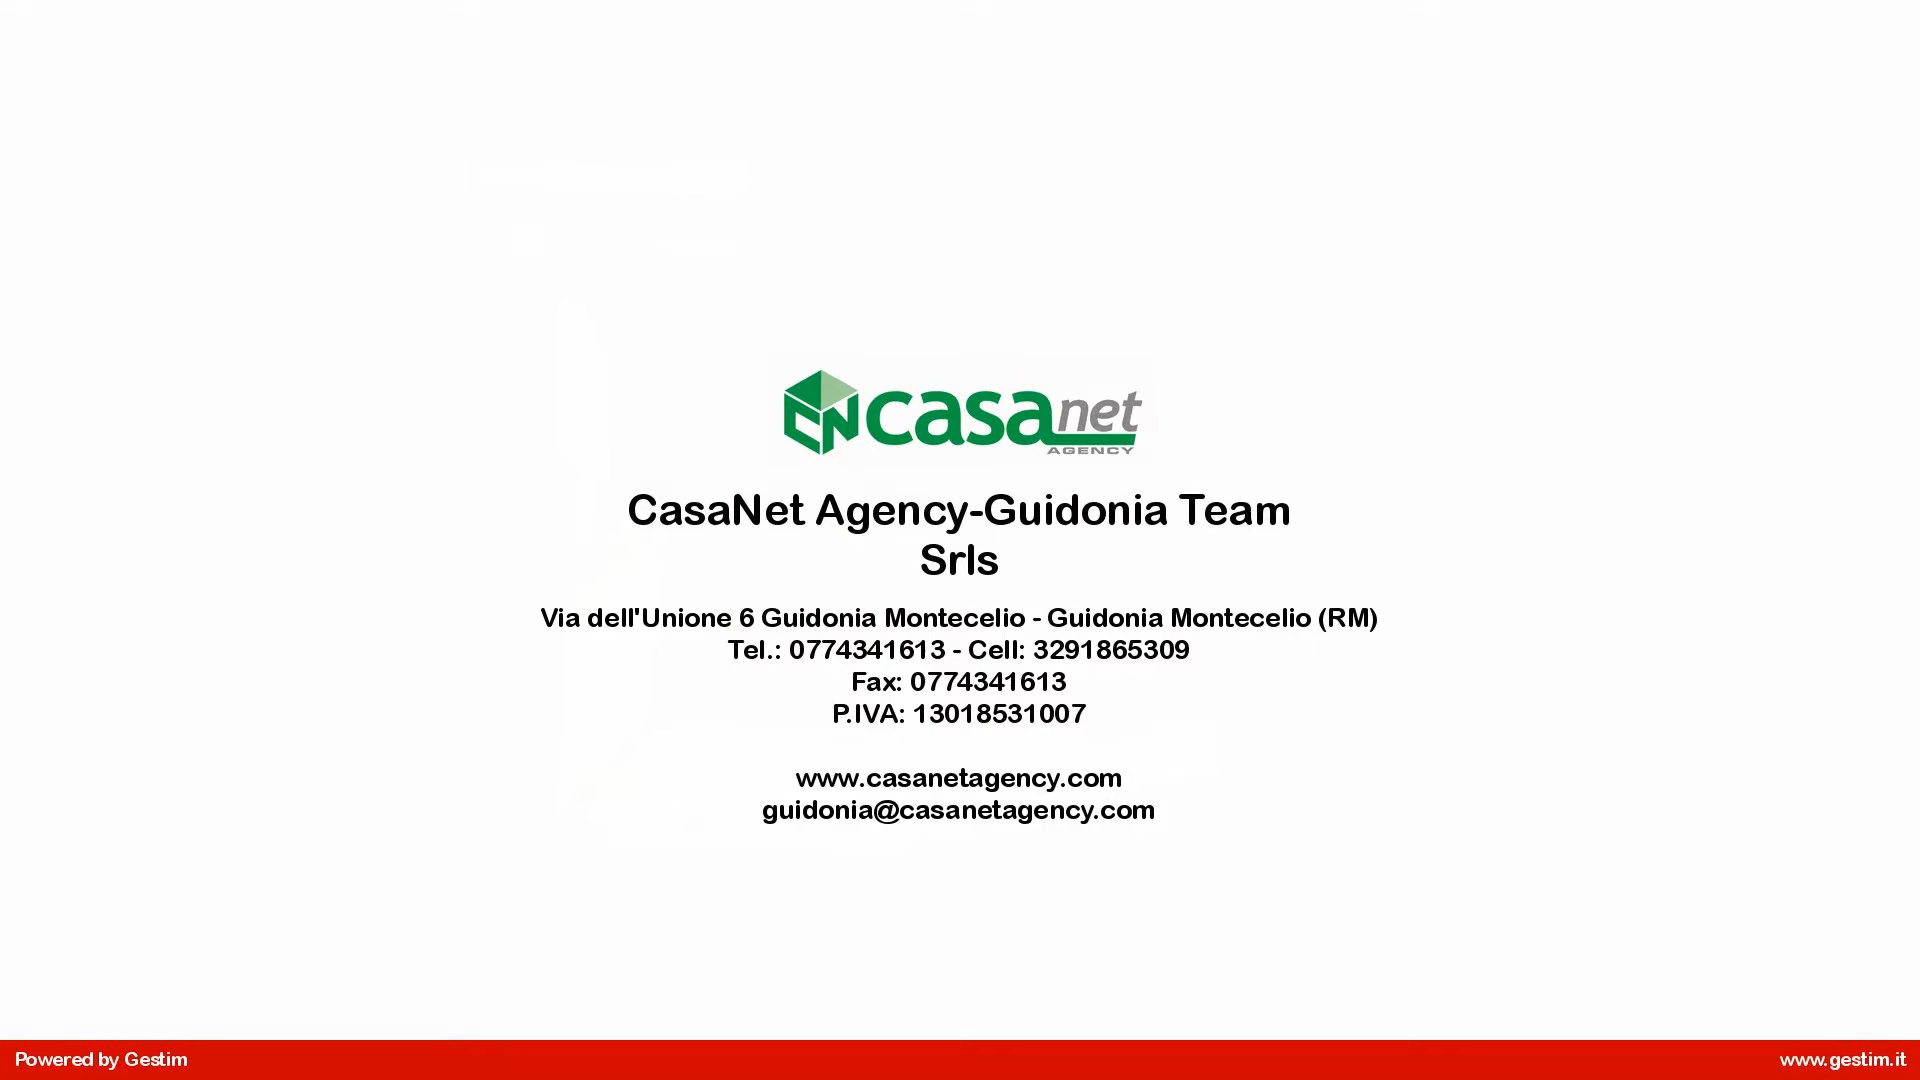 CN casanet
AGENCY
CasaNet Agency-Guidonia Team
Srls
Via dell'Unione 6 Guidonia Montecelio - Guidonia Montecelio (RM)
Tel.: 0774341613 - Cell: 3291865309
Fax: 0774341613
P.IVA: 13018531007
www.casanetagency.com
guidonia@casanetagency.com
Powered by Gestim
www.gestim.it